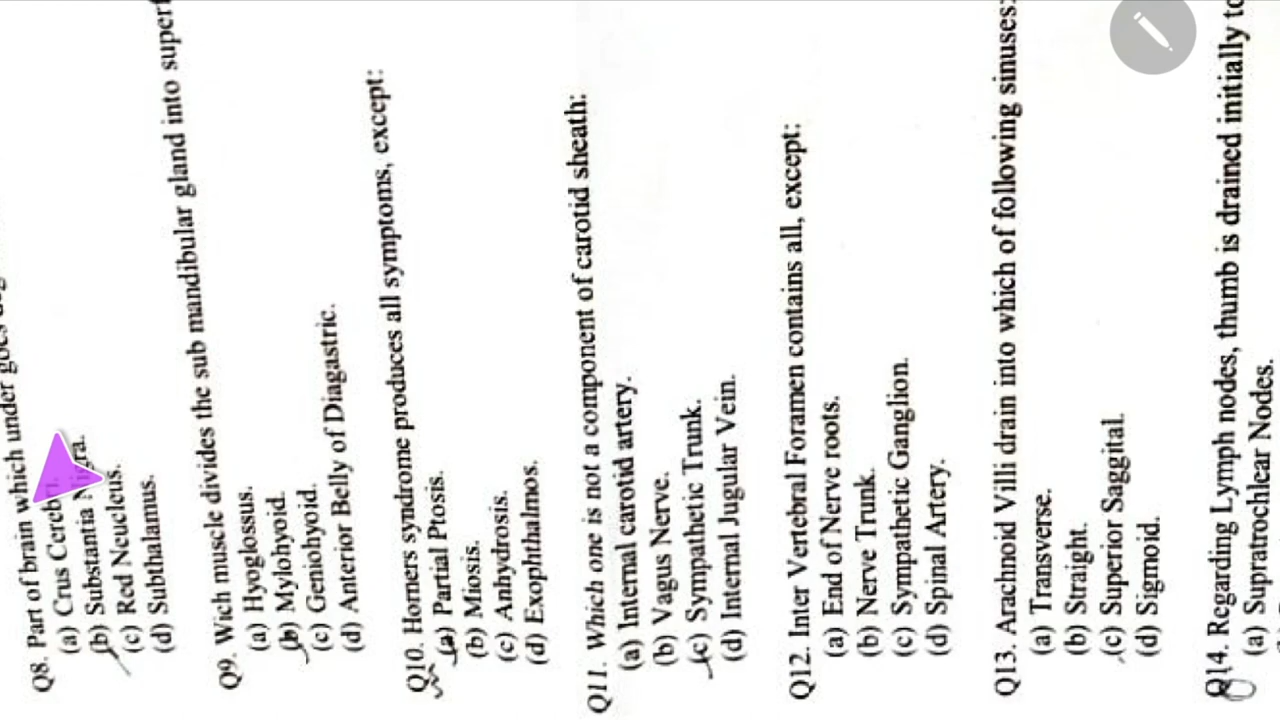 Q8. Part of brain which under goes
(a) Crus Cerebri.
(b) Substantia Nigra.
(c) Red Neucleus.
(d) Subthalamus.
Q9. Wich muscle divides the sub mandibular gland into
(a) Hyoglossus.
(b) Mylohyoid.
(c) Geniohyoid.
(d) Anterior Belly of Diagastric.
Q10. Horners syndrome produces all symptoms, except:
(a) Partial Ptosis.
(b) Miosis.
(c) Anhydrosis.
(d) Exophthalmos.
Q11. Which one is not a component of carotid sheath:
(a) Internal carotid artery.
(b) Vagus Nerve.
(c) Sympathetic Trunk.
(d) Internal Jugular Vein.
Q12. Inter Vertebral Foramen contains all, except:
(a) End of Nerve roots.
(b) Nerve Trunk.
(c) Sympathetic Ganglion.
(d) Spinal Artery.
Q13. Arachnoid Villi drain into which of following sinuses:
(a) Transverse.
(b) Straight.
(c) Superior Saggital.
(d) Sigmoid.
Q14. Regarding Lymph nodes, thumb is drained initially to
(a) Supratrochlear Nodes.